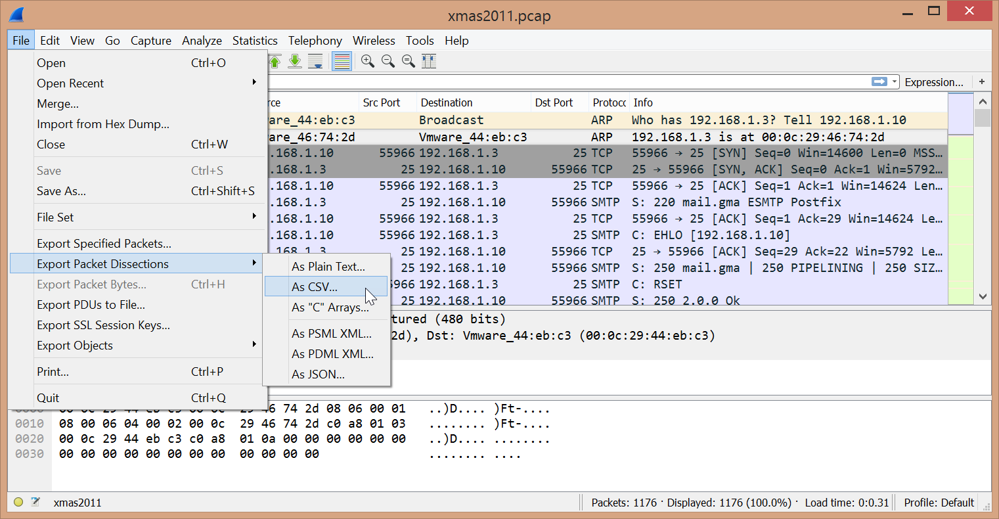 xmas2011.pcap
File Edit View Go Capture Analyze Statistics Telephony Wireless Tools Help
Open Ctrl+O
Open Recent
Merge...
Import from Hex Dump...
Close Ctrl+W
Save Ctrl+S
Save As... Ctrl+Shift+S
File Set
Export Specified Packets...
Export Packet Dissections
Export Packet Bytes... Ctrl+H
Export PDUs to File...
Export SSL Session Keys...
Export Objects
Print... Ctrl+P
Quit Ctrl+Q
As Plain Text...
As CSV...
As "C" Arrays...
As PSML XML...
As PDML XML...
As JSON...
Expression... +
rce Src Port Destination Dst Port Protoc Info
ware_44:eb:c3 Broadcast ARP Who has 192.168.1.3? Tell 192.168.1.10
ware_46:74:2d Vmware_44:eb:c3 ARP 192.168.1.3 is at 00:0c:29:46:74:2d
.168.1.10 55966 192.168.1.3 25 TCP 55966 → 25 [SYN] Seq=0 Win=14600 Len=0 MSS…
.168.1.3 25 192.168.1.10 55966 TCP 25 → 55966 [SYN, ACK] Seq=0 Ack=1 Win=5792…
.168.1.10 55966 192.168.1.3 25 TCP 55966 → 25 [ACK] Seq=1 Ack=1 Win=14624 Len…
.168.1.3 25 192.168.1.10 55966 SMTP S: 220 mail.gma ESMTP Postfix
.168.1.10 55966 192.168.1.3 25 TCP 55966 → 25 [ACK] Seq=1 Ack=29 Win=14624 Le…
.168.1.10 55966 192.168.1.3 25 SMTP C: EHLO [192.168.1.10]
.168.1.3 25 192.168.1.10 55966 TCP 25 → 55966 [ACK] Seq=29 Ack=22 Win=5792 Le…
25 192.168.1.10 55966 SMTP S: 250 mail.gma | 250 PIPELINING | 250 SIZ…
5966 192.168.1.3 25 SMTP C: RSET
25 192.168.1.10 55966 SMTP S: 250 2.0.0 Ok
tured (480 bits)
2d), Dst: Vmware_44:eb:c3 (00:0c:29:44:eb:c3)
0000 00 0c 29 44 eb c3 00 0c 29 46 74 2d 08 06 00 01 ..)D.... )Ft-....
0010 08 00 06 04 00 02 00 0c 29 46 74 2d c0 a8 01 03 ........ )Ft-....
0020 00 0c 29 44 eb c3 c0 a8 01 0a 00 00 00 00 00 00 ..)D.... ........
0030 00 00 00 00 00 00 00 00 00 00 00 00 ........ ....
xmas2011 Packets: 1176 · Displayed: 1176 (100.0%) · Load time: 0:0.31 Profile: Default